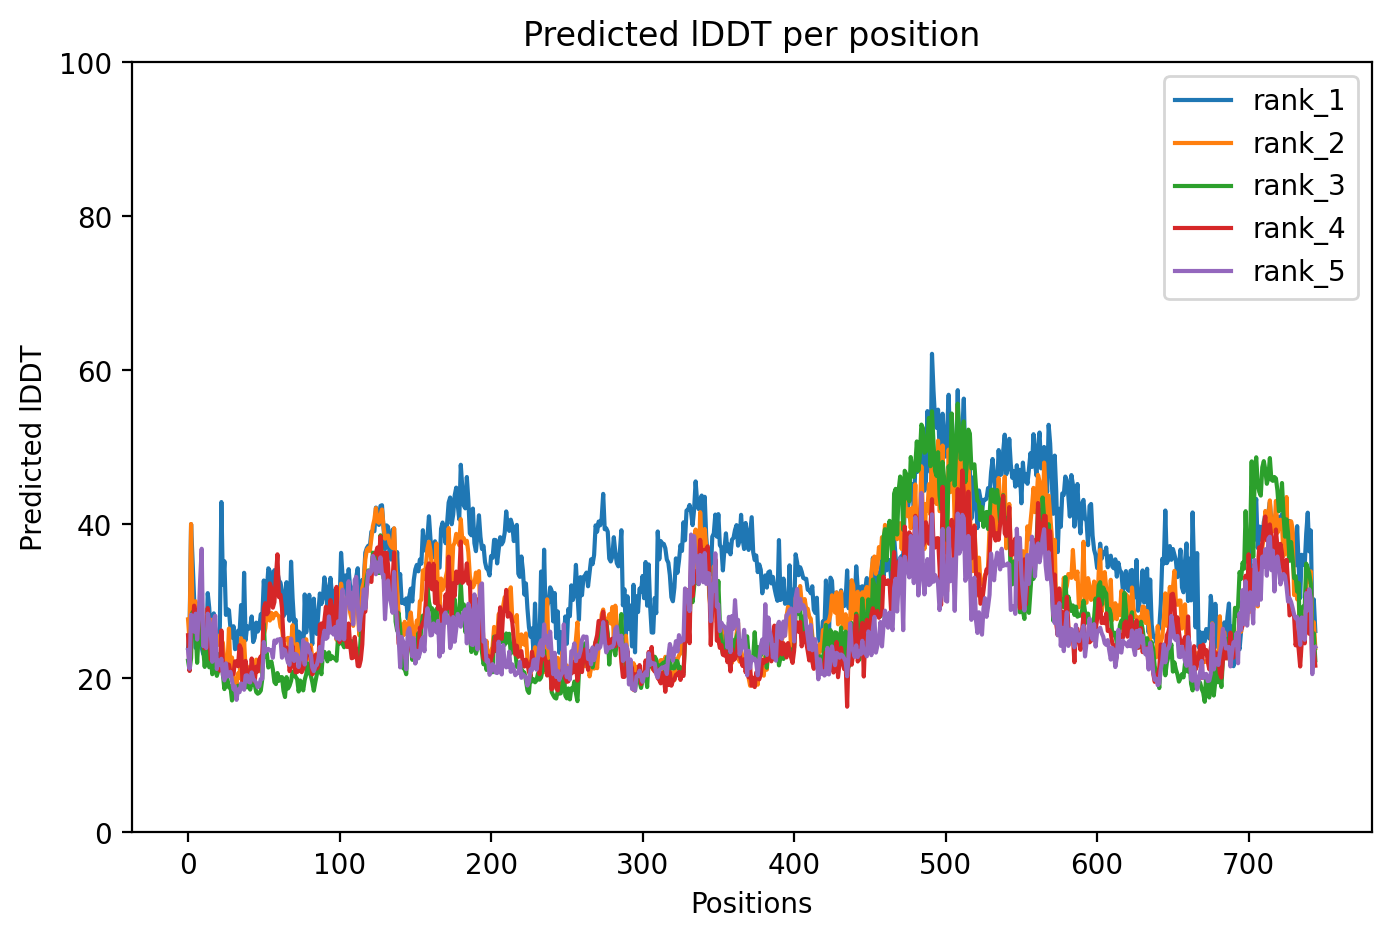 Predicted lDDT per position
100
80
60
40
20
0
Predicted lDDT
0 100 200 300 400 500 600 700
Positions
rank_1
rank_2
rank_3
rank_4
rank_5